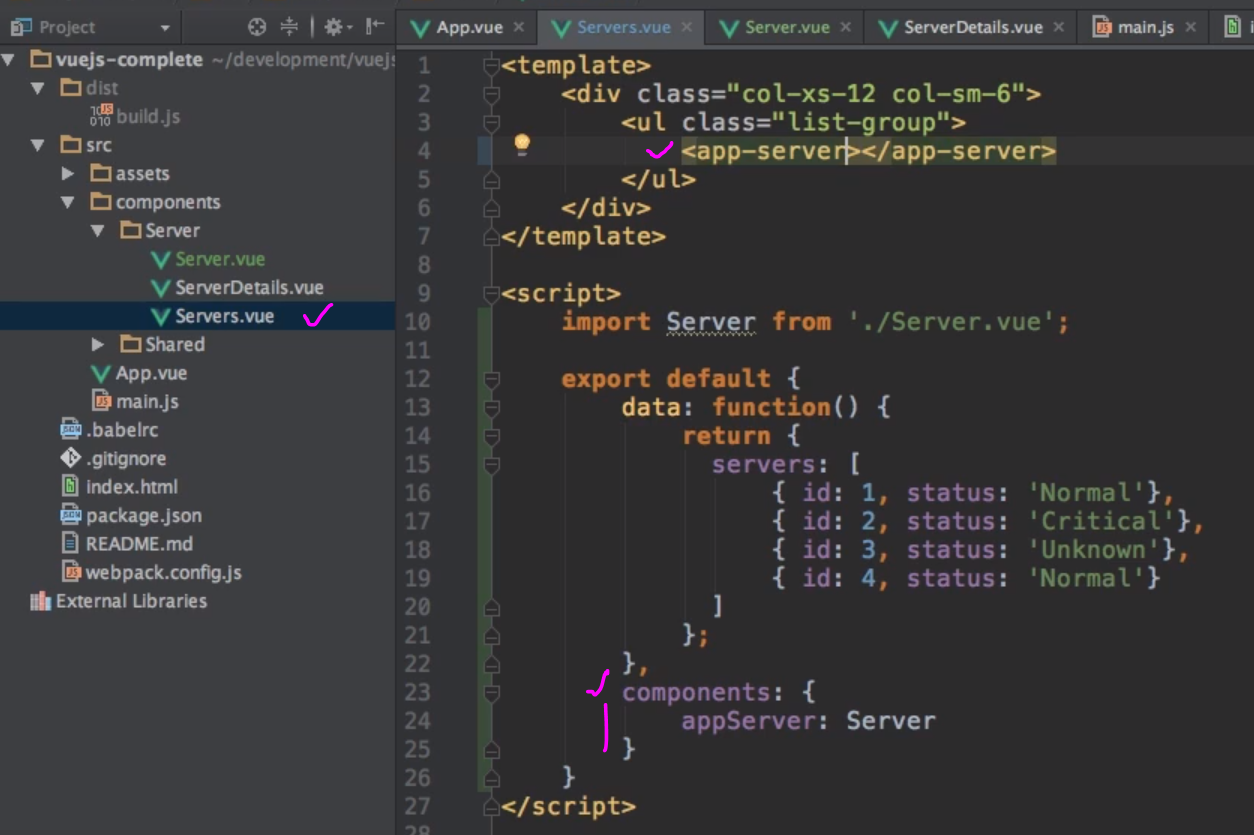 Project
vuejs-complete ~/development/vuejs
dist
build.js
src
assets
components
Server
Server.vue
ServerDetails.vue
Servers.vue
Shared
App.vue
main.js
.babelrc
.gitignore
index.html
package.json
README.md
webpack.config.js
External Libraries
App.vue × Servers.vue × Server.vue × ServerDetails.vue × main.js ×
1 <template>
2 <div class="col-xs-12 col-sm-6">
3 <ul class="list-group">
4 <app-server></app-server>
5 </ul>
6 </div>
7 </template>
8
9 <script>
10 import Server from './Server.vue';
11
12 export default {
13 data: function() {
14 return {
15 servers: [
16 { id: 1, status: 'Normal'},
17 { id: 2, status: 'Critical'},
18 { id: 3, status: 'Unknown'},
19 { id: 4, status: 'Normal'}
20 ]
21 };
22 },
23 components: {
24 appServer: Server
25 }
26 }
27 </script>
28